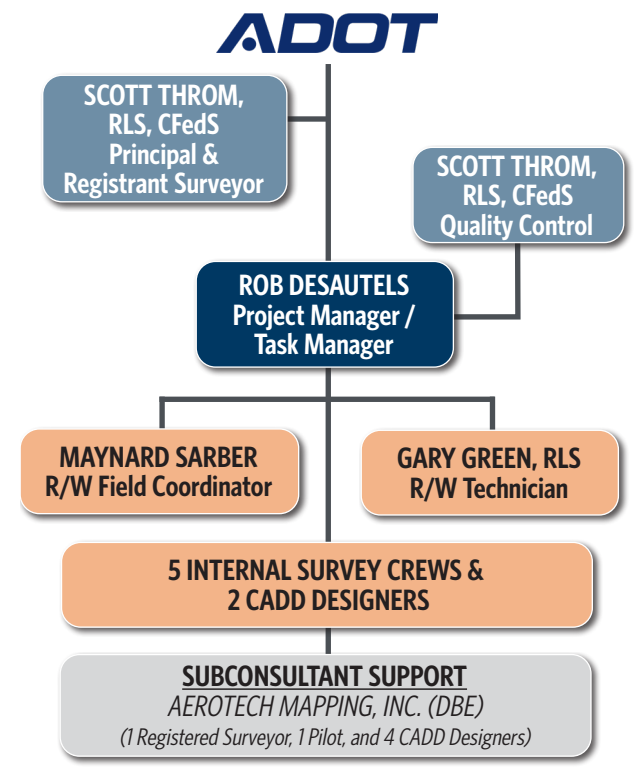 ADOT
SCOTT THROM,
RLS, CFedS
Principal &
Registrant Surveyor
SCOTT THROM,
RLS, CFedS
Quality Control
ROB DESAUTELS
Project Manager /
Task Manager
MAYNARD SARBER
R/W Field Coordinator
GARY GREEN, RLS
R/W Technician
5 INTERNAL SURVEY CREWS &
2 CADD DESIGNERS
SUBCONSULTANT SUPPORT
AEROTECH MAPPING, INC. (DBE)
(1 Registered Surveyor, 1 Pilot, and 4 CADD Designers)